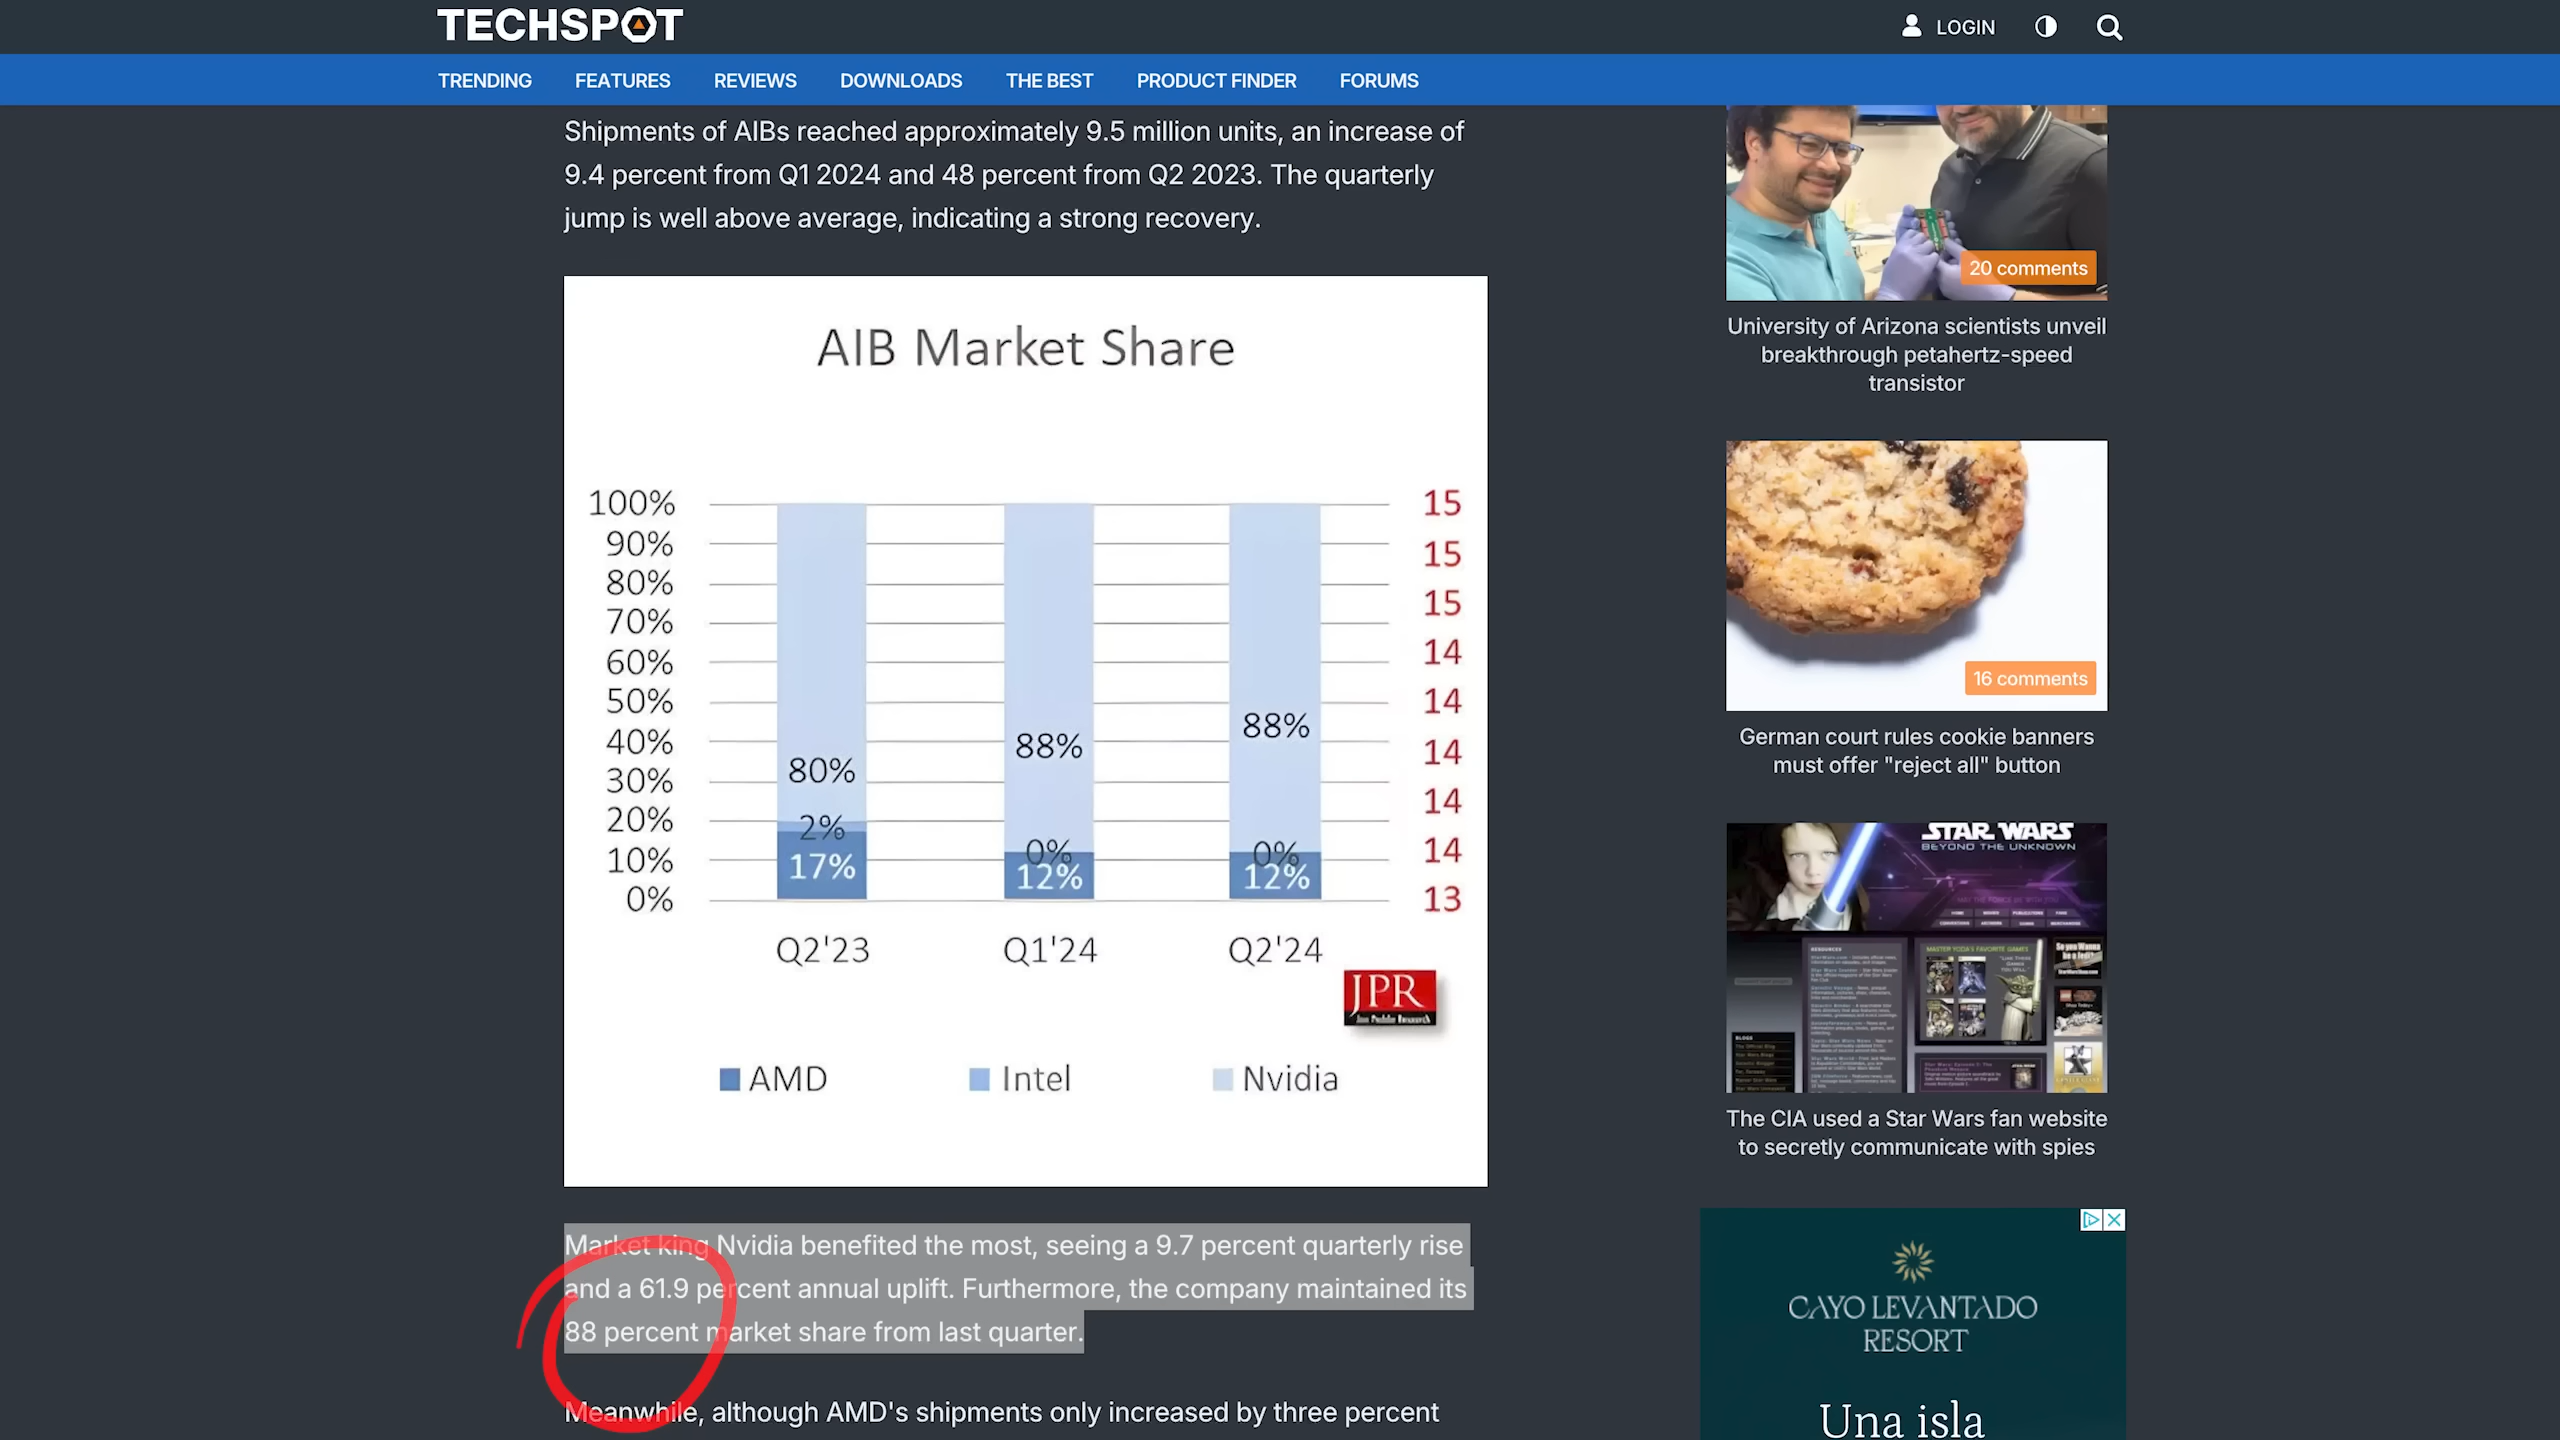 TECHSPOT
LOGIN
TRENDING FEATURES REVIEWS DOWNLOADS THE BEST PRODUCT FINDER FORUMS
Shipments of AIBs reached approximately 9.5 million units, an increase of
9.4 percent from Q1 2024 and 48 percent from Q2 2023. The quarterly
jump is well above average, indicating a strong recovery.
AIB Market Share
100% 15
90% 15
80% 15
70%
60% 14
50% 14
40% 14
30% 14
20% 14
10% 13
0%
80% 88% 88%
2% 0% 0%
17% 12% 12%
Q2'23 Q1'24 Q2'24
JPR
Jon Peddie Research
AMD Intel Nvidia
Market king Nvidia benefited the most, seeing a 9.7 percent quarterly rise
and a 61.9 percent annual uplift. Furthermore, the company maintained its
88 percent market share from last quarter.
Meanwhile, although AMD's shipments only increased by three percent
20 comments
University of Arizona scientists unveil
breakthrough petahertz-speed
transistor
16 comments
German court rules cookie banners
must offer "reject all" button
STAR WARS
BEYOND THE UNKNOWN
The CIA used a Star Wars fan website
to secretly communicate with spies
CAYO LEVANTADO
RESORT
Una isla